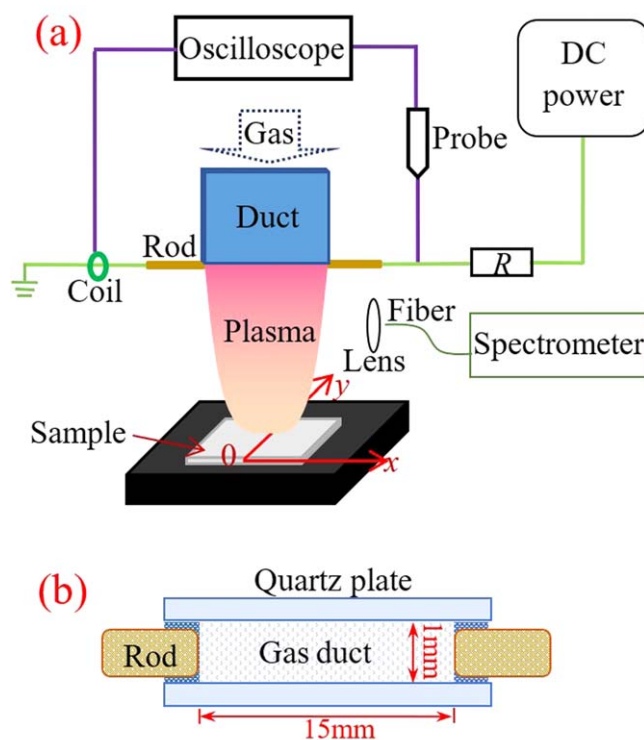 (a)
Oscilloscope
DC
power
Gas
Probe
Duct
Rod
R
Coil
Fiber
Plasma
Spectrometer
Lens
y
Sample
0
x
(b)
Quartz plate
Rod
Gas duct
1mm
15mm